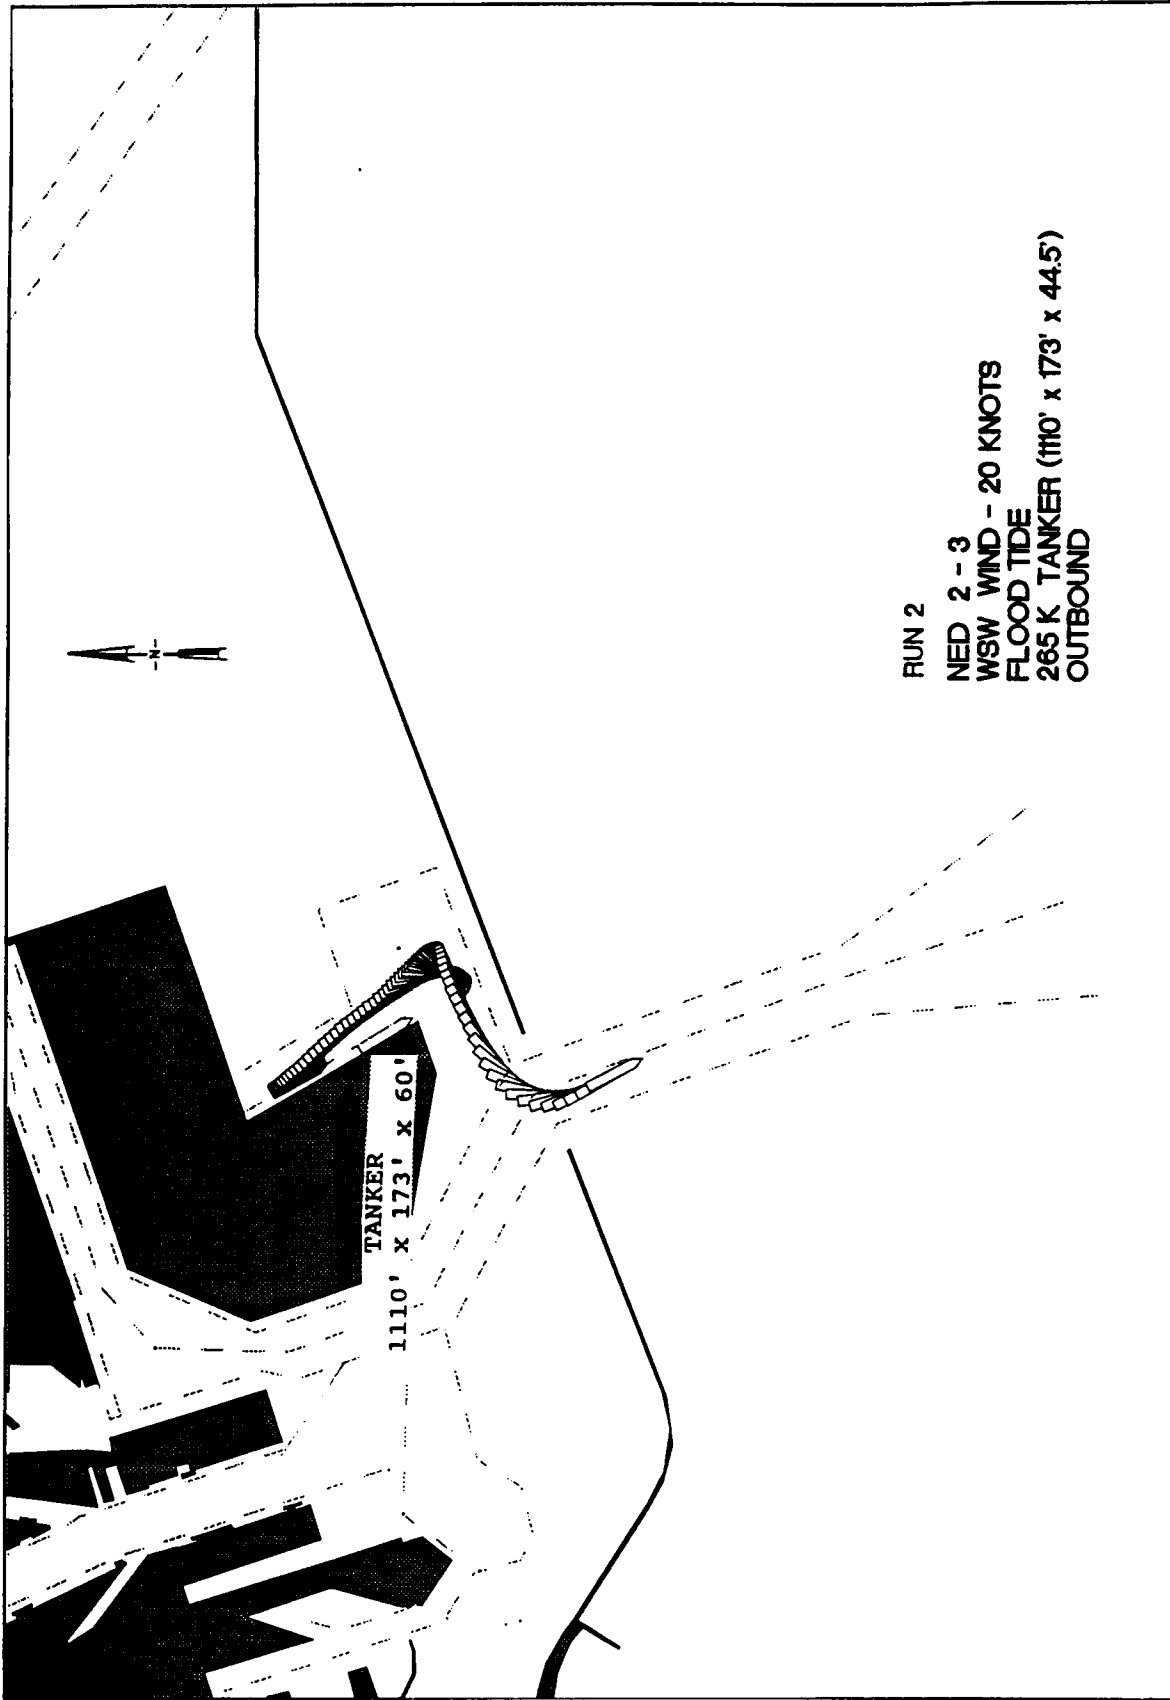 -N-
TANKER
1110' x 173' x 60'
RUN 2
NED 2 - 3
WSW WIND - 20 KNOTS
FLOOD TIDE
265 K TANKER (1110' x 173' x 44.5')
OUTBOUND